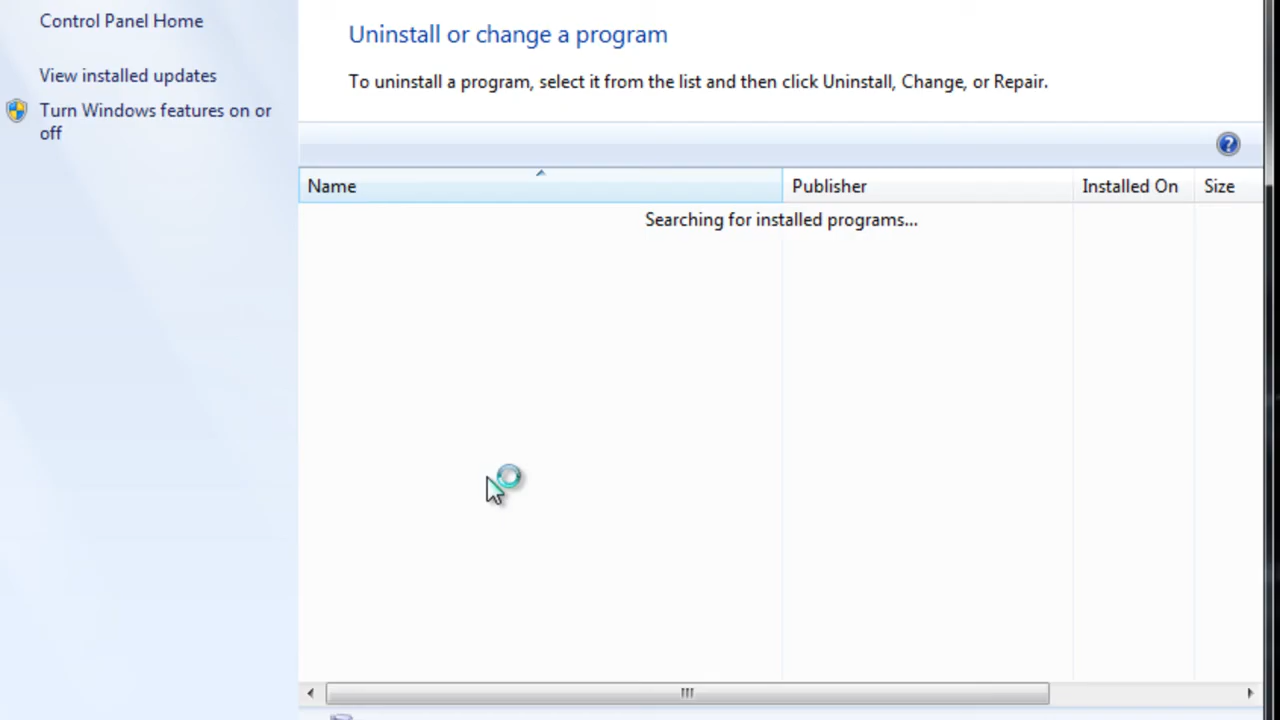 Control Panel Home
View installed updates
Turn Windows features on or
off
Uninstall or change a program
To uninstall a program, select it from the list and then click Uninstall, Change, or Repair.
Name
Publisher
Installed On
Size
Searching for installed programs...